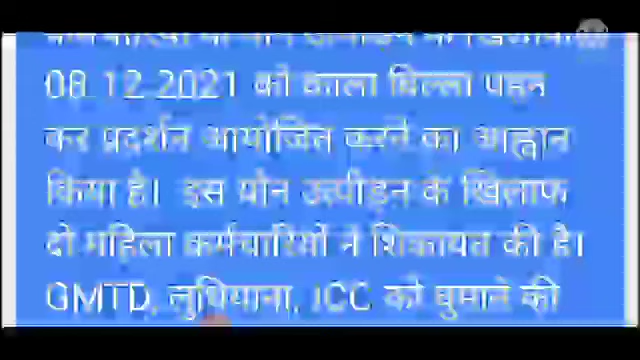 08.12.2021 को काला बिल्ला पहन
कर प्रदर्शन आयोजित करने का आह्वान
किया है। इस यौन उत्पीड़न के खिलाफ
दो महिला कर्मचारियों ने शिकायत की है।
GMTD, लुधियाना, ICC को घुमाने की